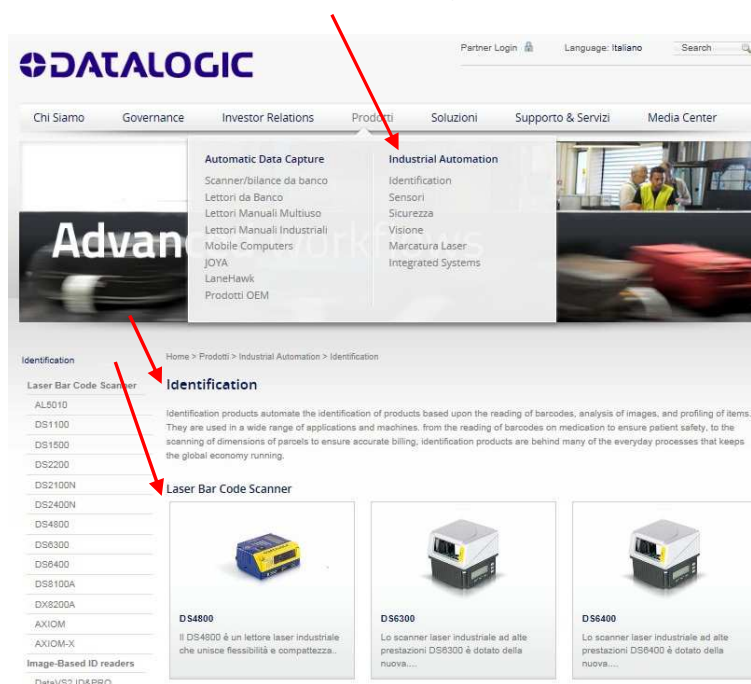 DATALOGIC
Partner Login Language: Italiano Search
Chi Siamo Governance Investor Relations Prodotti Soluzioni Supporto & Servizi Media Center
Automatic Data Capture
Scanner/bilance da banco
Lettori da Banco
Lettori Manuali Multiuso
Lettori Manuali Industriali
Mobile Computers
JOYA
LaneHawk
Prodotti OEM
Industrial Automation
Identification
Sensori
Sicurezza
Visione
Marcatura Laser
Integrated Systems
Identification
Laser Bar Code Scanner
AL5010
DS1100
DS1500
DS2200
DS2100N
DS2400N
DS4800
DS6300
DS6400
DS8100A
DX8200A
AXIOM
AXIOM-X
Image-Based ID readers
DataVS2 ID&PRO
Home > Prodotti > Industrial Automation > Identification
Identification
Identification products automate the identification of products based upon the reading of barcodes, analysis of images, and profiling of items.
They are used in a wide range of applications and machines. from the reading of barcodes on medication to ensure patient safety, to the
scanning of dimensions of parcels to ensure accurate billing, identification products are behind many of the everyday processes that keeps
the global economy running.
Laser Bar Code Scanner
DS4800
Il DS4800 è un lettore laser industriale
che unisce flessibilità e compattezza..
DS6300
Lo scanner laser industriale ad alte
prestazioni DS6300 è dotato della
nuova....
DS6400
Lo scanner laser industriale ad alte
prestazioni DS6400 è dotato della
nuova....